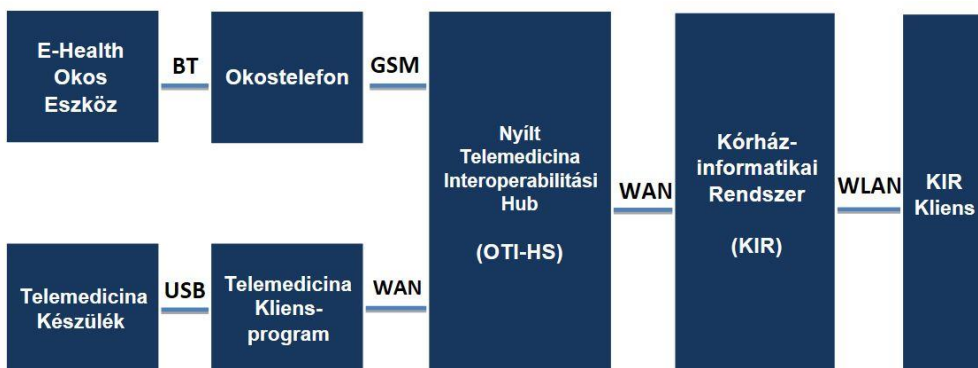 E-Health
Okos
Eszköz
BT
Okostelefon
GSM
Telemedicina
Készülék
USB
Telemedicina
Kliens-
program
WAN
Nyílt
Telemedicina
Interoperabilitási
Hub
(OTI-HS)
WAN
Kórház-
informatikai
Rendszer
(KIR)
WLAN
KIR
Kliens